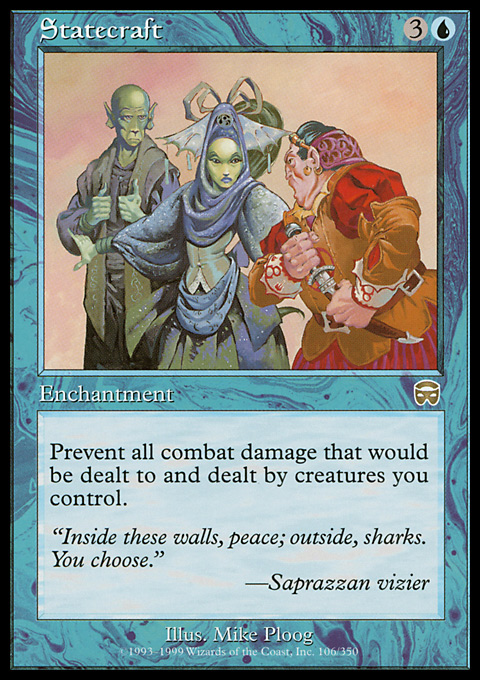 Statecraft
3
Enchantment
Prevent all combat damage that would
be dealt to and dealt by creatures you
control.
“Inside these walls, peace; outside, sharks.
You choose.”
—Saprazzan vizier
Illus. Mike Ploog
© 1993–1999 Wizards of the Coast, Inc. 106/350